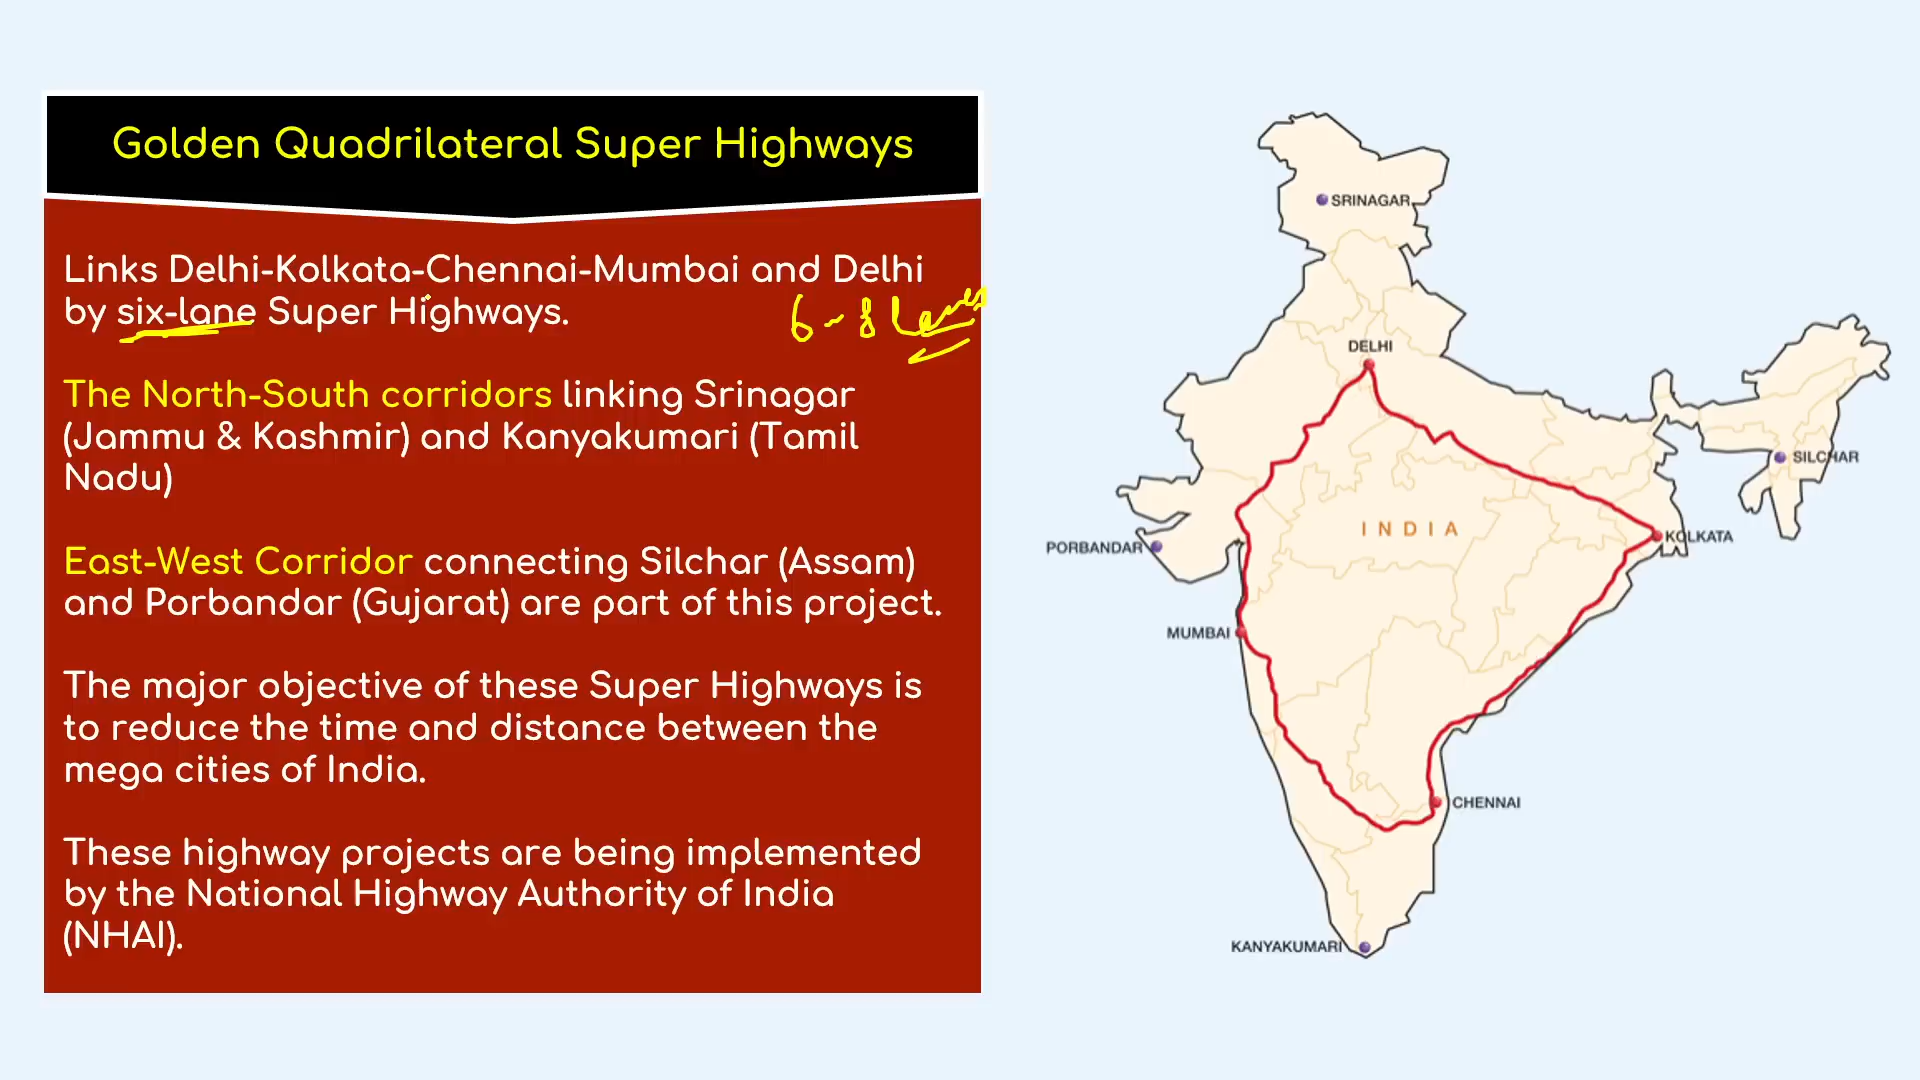 Golden Quadrilateral Super Highways
Links Delhi-Kolkata-Chennai-Mumbai and Delhi
by six-lane Super Highways.
6-8 Lanes
The North-South corridors linking Srinagar
(Jammu & Kashmir) and Kanyakumari (Tamil
Nadu)
East-West Corridor connecting Silchar (Assam)
and Porbandar (Gujarat) are part of this project.
The major objective of these Super Highways is
to reduce the time and distance between the
mega cities of India.
These highway projects are being implemented
by the National Highway Authority of India
(NHAI).
SRINAGAR
DELHI
SILCHAR
INDIA
KOLKATA
PORBANDAR
MUMBAI
CHENNAI
KANYAKUMARI